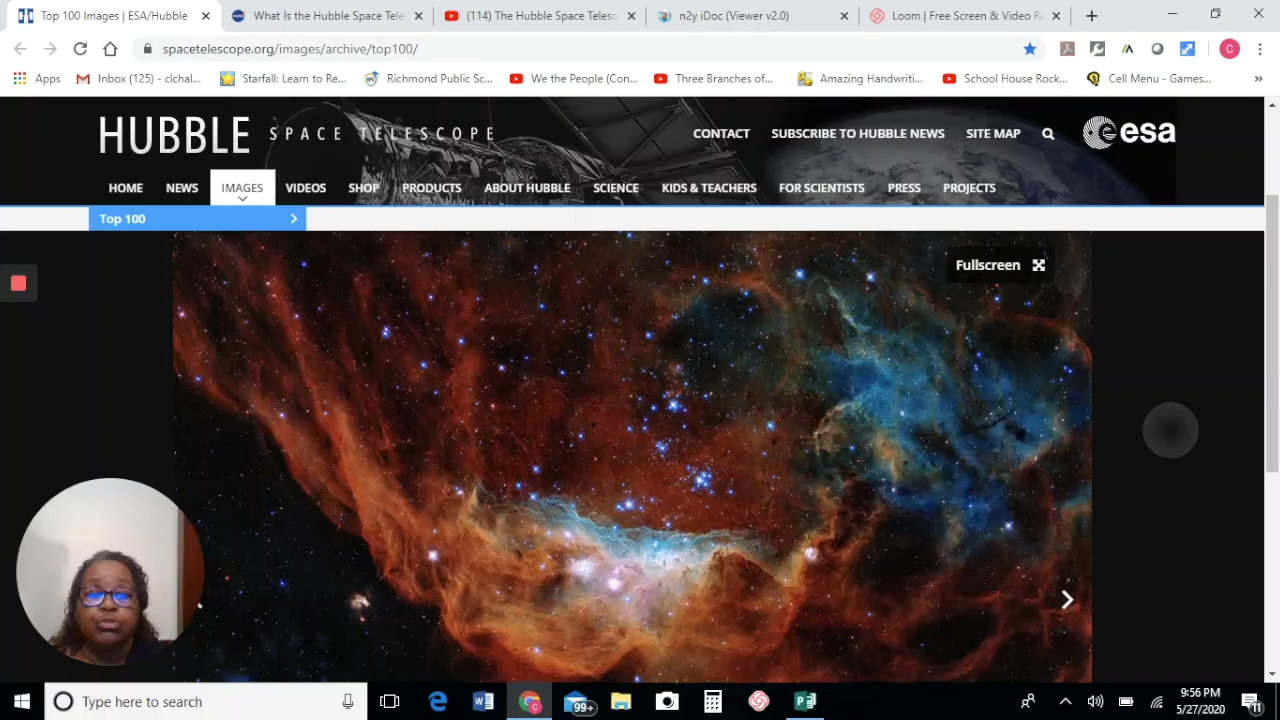 Top 100 Images | ESA/Hubble
What Is the Hubble Space Tele
(114) The Hubble Space Telesc
n2y iDocs (Viewer v2.0)
Loom | Free Screen & Video Re
spacetelescope.org/images/archive/top100/
C
Apps
Inbox (125) - clchal...
Starfall: Learn to Re...
Richmond Public Sc...
We the People (Con...
Three Branches of...
Amazing Handwriti...
School House Rock...
Cell Menu - Games...
HUBBLE SPACE TELESCOPE
CONTACT
SUBSCRIBE TO HUBBLE NEWS
SITE MAP
esa
HOME
NEWS
IMAGES
VIDEOS
SHOP
PRODUCTS
ABOUT HUBBLE
SCIENCE
KIDS & TEACHERS
FOR SCIENTISTS
PRESS
PROJECTS
Top 100
Fullscreen
Type here to search
99+
9:56 PM
5/27/2020
11